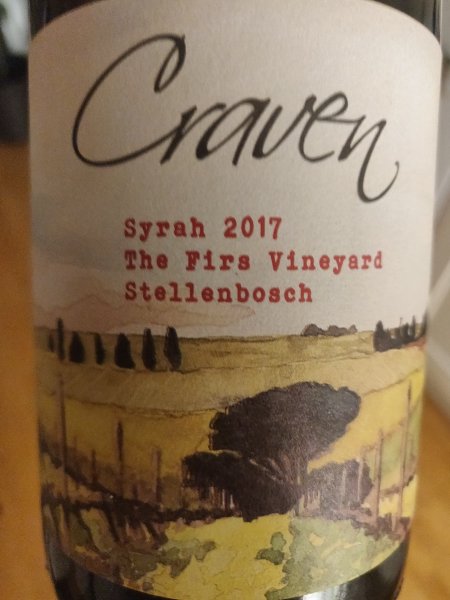 Craven
Syrah 2017
The Firs Vineyard
Stellenbosch